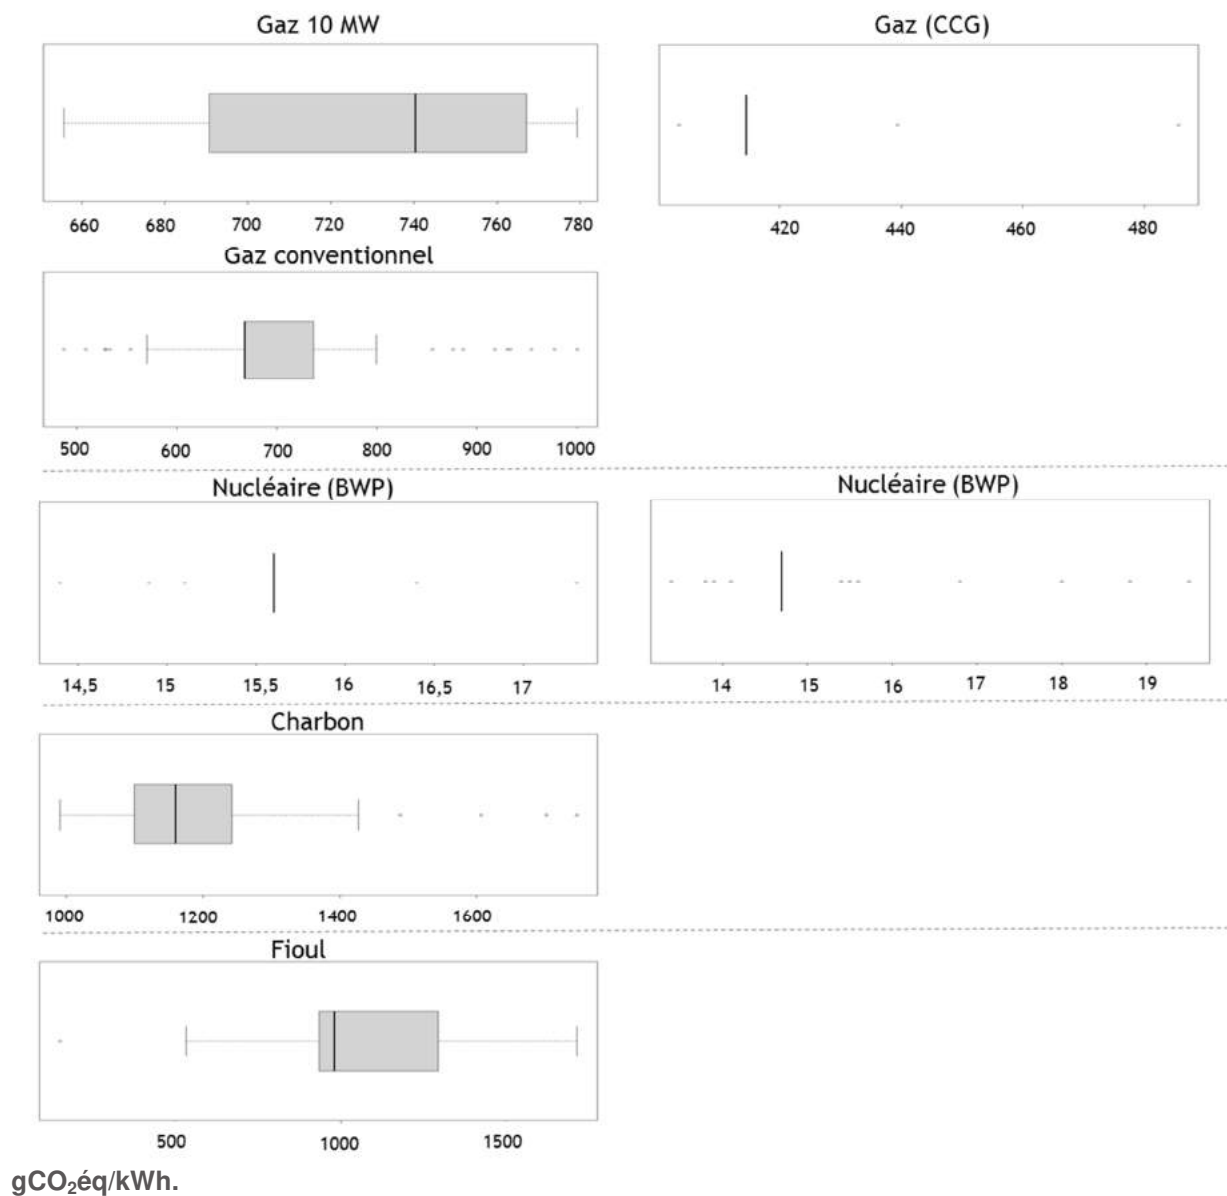 Gaz 10 MW
Gaz (CCG)
660 680 700 720 740 760 780
420 440 460 480
Gaz conventionnel
500 600 700 800 900 1000
Nucléaire (BWP)
Nucléaire (BWP)
14,5 15 15,5 16 16,5 17
14 15 16 17 18 19
Charbon
1000 1200 1400 1600
Fioul
500 1000 1500
gCO₂éq/kWh.